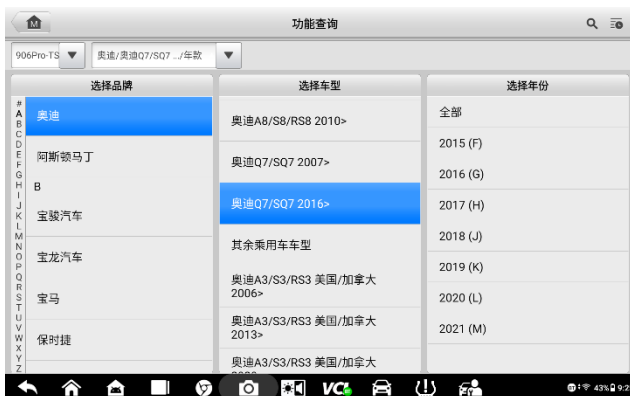 功能查询
906Pro-TS
奥迪/奥迪Q7/SQ7 .../年款
选择品牌
选择车型
选择年份
#
A
B
C
D
E
F
G
H
I
J
K
L
M
N
O
P
Q
R
S
T
U
V
W
X
Y
Z
奥迪
阿斯顿马丁
B
宝骏汽车
宝龙汽车
宝马
保时捷
奥迪A8/S8/RS8 2010>
奥迪Q7/SQ7 2007>
奥迪Q7/SQ7 2016>
其余乘用车车型
奥迪A3/S3/RS3 美国/加拿大
2006>
奥迪A3/S3/RS3 美国/加拿大
2013>
奥迪A3/S3/RS3 美国/加拿大
全部
2015 (F)
2016 (G)
2017 (H)
2018 (J)
2019 (K)
2020 (L)
2021 (M)
M
VCI
43%
9:2